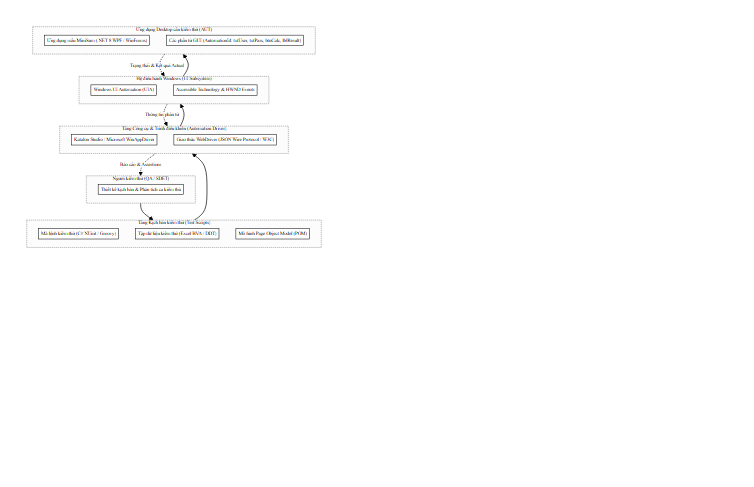 Ứng dụng Desktop cần kiểm thử (AUT)
Ứng dụng mẫu MiniStore (.NET 8 WPF / WinForms)
Các phần tử GUI (AutomationId: txtUser, txtPass, btnCalc, lblResult)
Trạng thái & Kết quả Actual
Hệ điều hành Windows (UI Subsystem)
Windows UI Automation (UIA)
Accessible Technology & HWND Events
Thông tin phần tử
Tầng Công cụ & Trình điều khiển (Automation Driver)
Katalon Studio / Microsoft WinAppDriver
Giao thức WebDriver (JSON Wire Protocol / W3C)
Báo cáo & Assertions
Người kiểm thử (QA / SDET)
Thiết kế kịch bản & Phân tích ca kiểm thử
Tầng Kịch bản kiểm thử (Test Scripts)
Mã lệnh kiểm thử (C# NUnit / Groovy)
Tập dữ liệu kiểm thử (Excel BVA / DDT)
Mô hình Page Object Model (POM)